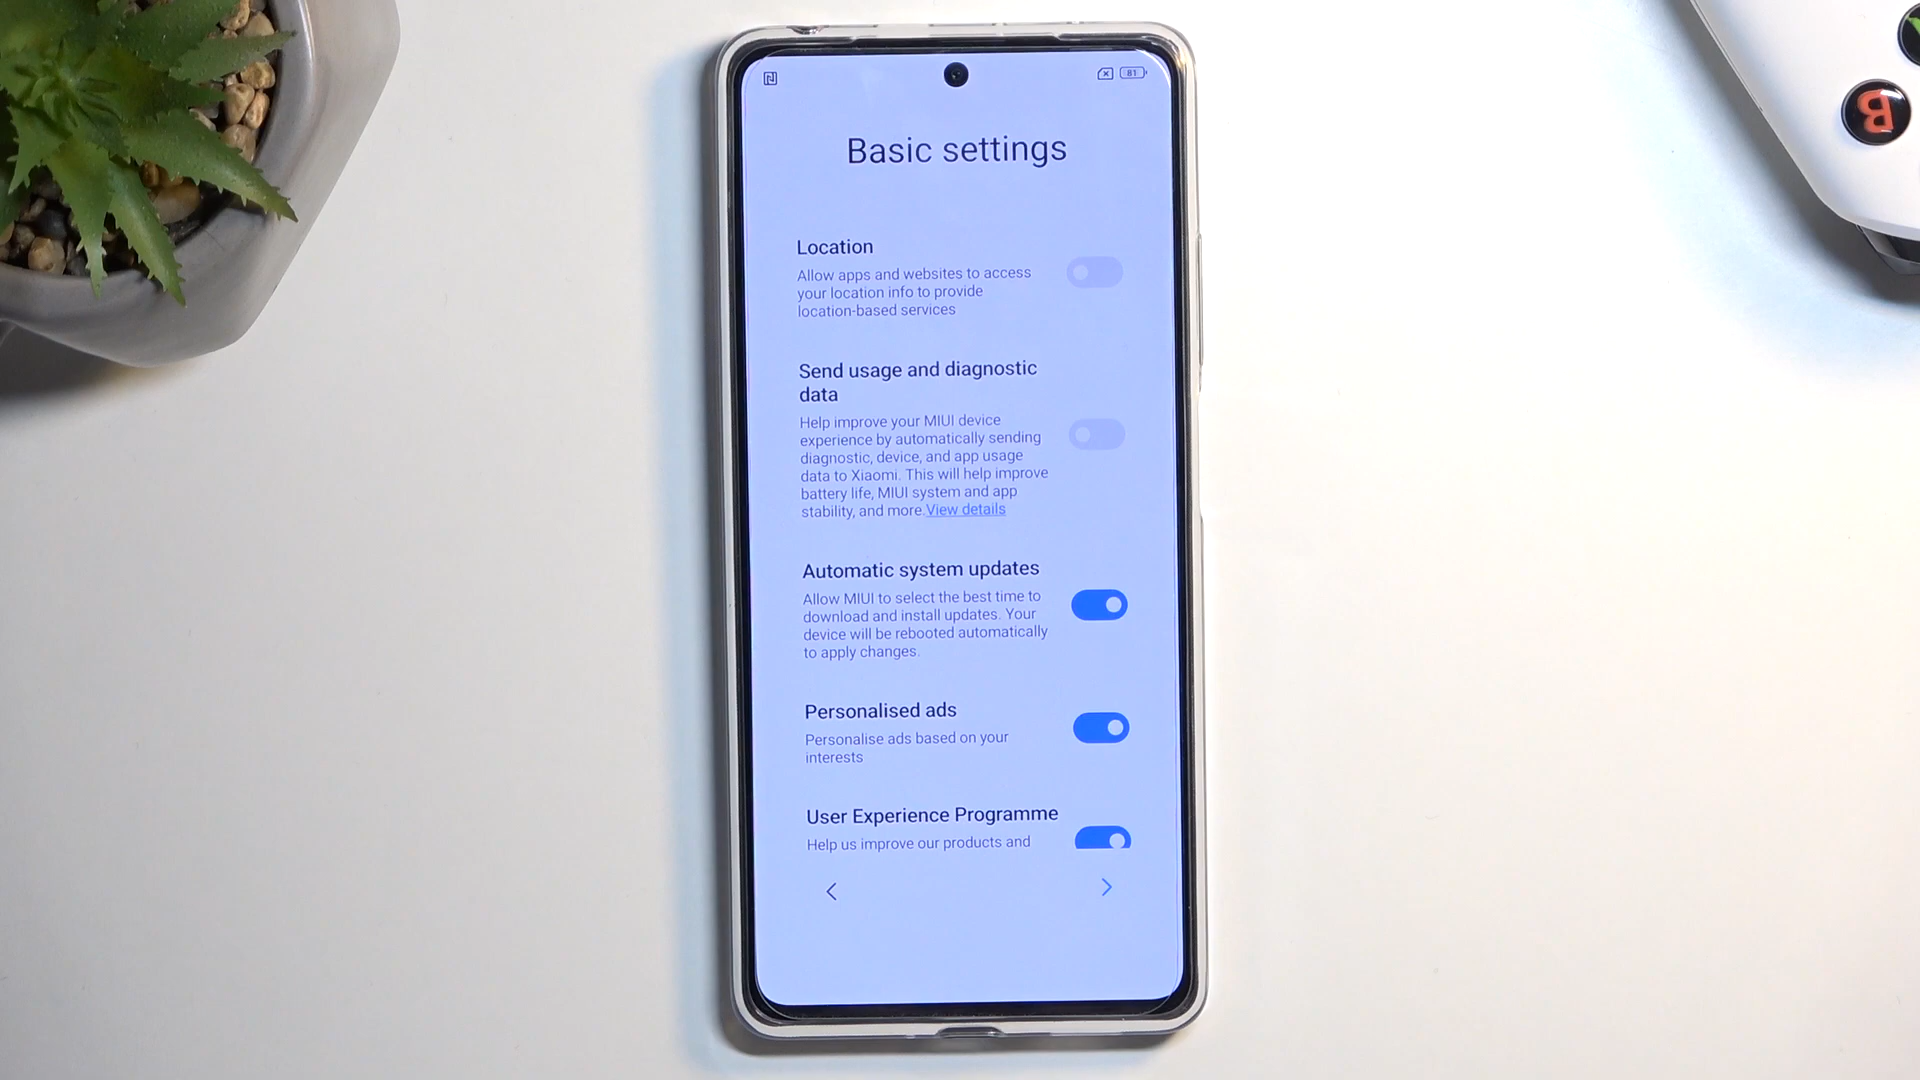 81
Basic settings
Location
Allow apps and websites to access
your location info to provide
location-based services
Send usage and diagnostic
data
Help improve your MIUI device
experience by automatically sending
diagnostic, device, and app usage
data to Xiaomi. This will help improve
battery life, MIUI system and app
stability, and more.View details
Automatic system updates
Allow MIUI to select the best time to
download and install updates. Your
device will be rebooted automatically
to apply changes.
Personalised ads
Personalise ads based on your
interests
User Experience Programme
Help us improve our products and
B